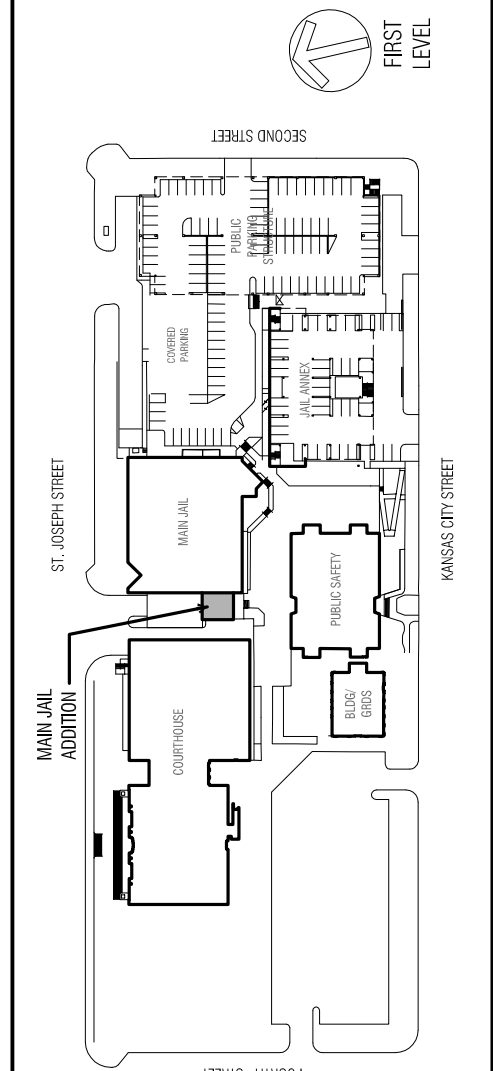 FIRST
LEVEL
SECOND STREET
PUBLIC
PARKING
STRUCTURE
COVERED
PARKING
JAIL ANNEX
ST. JOSEPH STREET
MAIN JAIL
KANSAS CITY STREET
PUBLIC SAFETY
MAIN JAIL
ADDITION
BLDG/
GRDS
COURTHOUSE